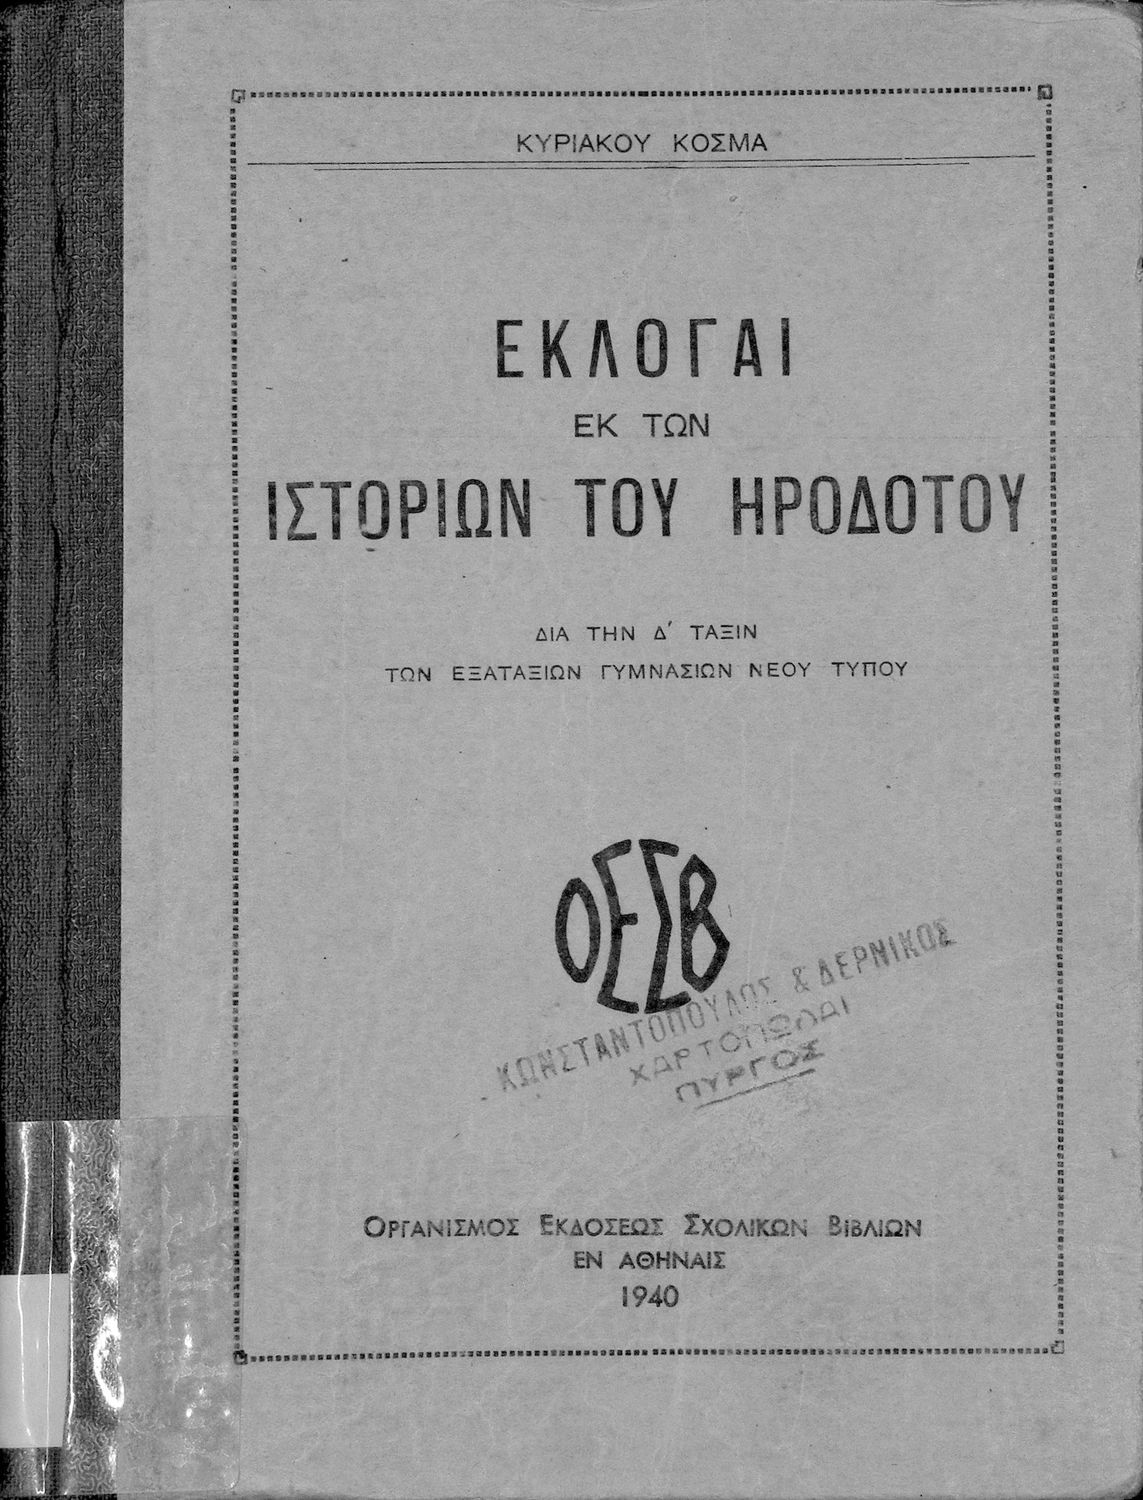 ΚΥΡΙΑΚΟΥ ΚΟΣΜΑ
ΕΚΛΟΓΑΙ
ΕΚ ΤΩΝ
ΙΣΤΟΡΙΩΝ ΤΟΥ ΗΡΟΔΟΤΟΥ
ΔΙΑ ΤΗΝ Δ΄ ΤΑΞΙΝ
ΤΩΝ ΕΞΑΤΑΞΙΩΝ ΓΥΜΝΑΣΙΩΝ ΝΕΟΥ ΤΥΠΟΥ
ΟΕΣΒ
ΚΩΝΣΤΑΝΤΟΠΟΥΛΟΣ & ΔΕΡΝΙΚΟΣ
ΧΑΡΤΟΠΩΛΑΙ
ΠΥΡΓΟΣ
ΟΡΓΑΝΙΣΜΟΣ ΕΚΔΟΣΕΩΣ ΣΧΟΛΙΚΩΝ ΒΙΒΛΙΩΝ
ΕΝ ΑΘΗΝΑΙΣ
1940